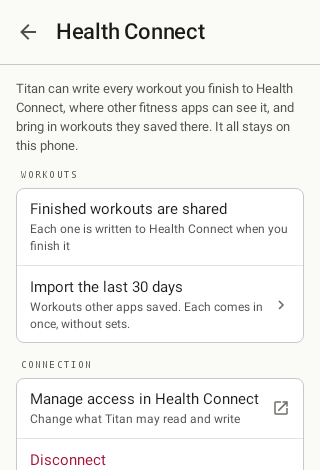 Health Connect
Titan can write every workout you finish to Health
Connect, where other fitness apps can see it, and
bring in workouts they saved there. It all stays on
this phone.
WORKOUTS
Finished workouts are shared
Each one is written to Health Connect when you
finish it
Import the last 30 days
Workouts other apps saved. Each comes in
once, without sets.
CONNECTION
Manage access in Health Connect
Change what Titan may read and write
Disconnect